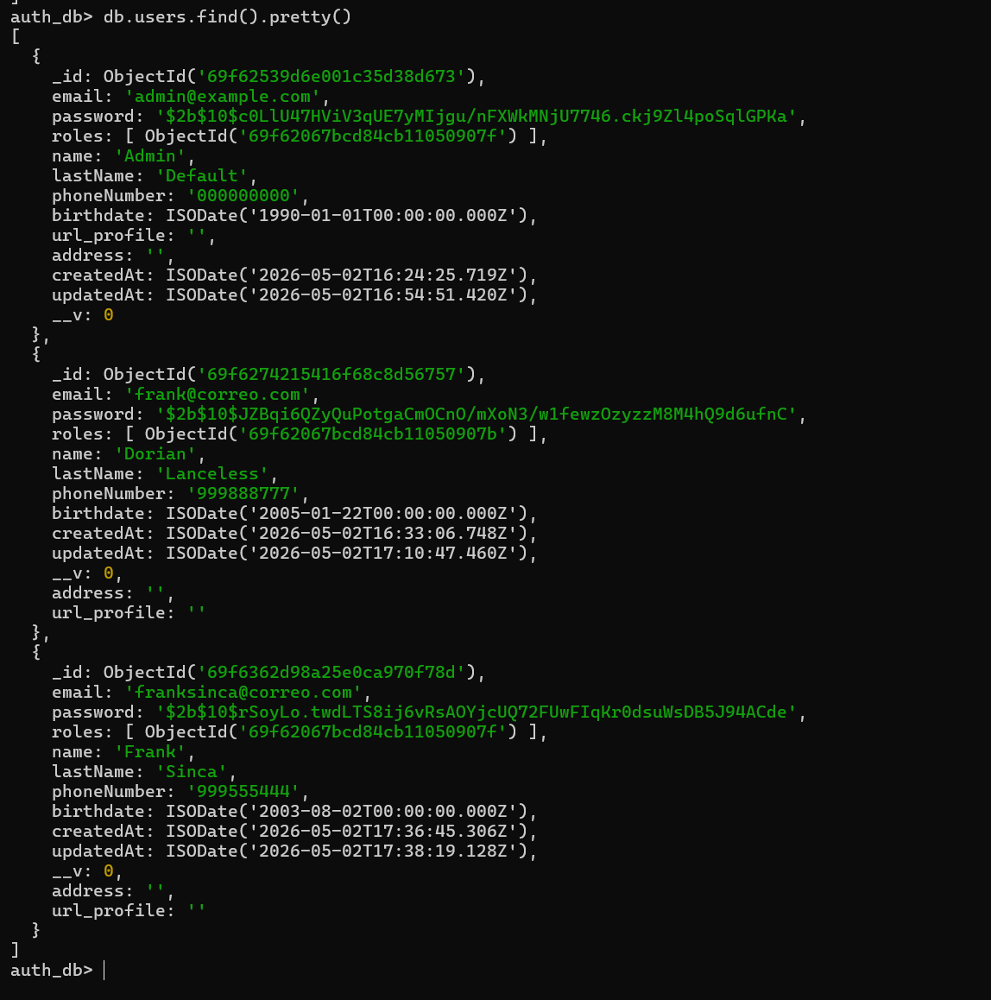 ]
auth_db> db.users.find().pretty()
[
  {
    _id: ObjectId('69f62539d6e001c35d38d673'),
    email: 'admin@example.com',
    password: '$2b$10$c0LlU47HViV3qUE7yMIjgu/nFXWkMNjU7746.ckj9Zl4poSqlGPKa',
    roles: [ ObjectId('69f62067bcd84cb11050907f') ],
    name: 'Admin',
    lastName: 'Default',
    phoneNumber: '000000000',
    birthdate: ISODate('1990-01-01T00:00:00.000Z'),
    url_profile: '',
    address: '',
    createdAt: ISODate('2026-05-02T16:24:25.719Z'),
    updatedAt: ISODate('2026-05-02T16:54:51.420Z'),
    __v: 0
  },
  {
    _id: ObjectId('69f6274215416f68c8d56757'),
    email: 'frank@correo.com',
    password: '$2b$10$JZBqi6QZyQuPotgaCmOCnO/mXoN3/w1fewzOzyzzM8M4hQ9d6ufnC',
    roles: [ ObjectId('69f62067bcd84cb11050907b') ],
    name: 'Dorian',
    lastName: 'Lanceless',
    phoneNumber: '999888777',
    birthdate: ISODate('2005-01-22T00:00:00.000Z'),
    createdAt: ISODate('2026-05-02T16:33:06.748Z'),
    updatedAt: ISODate('2026-05-02T17:10:47.460Z'),
    __v: 0,
    address: '',
    url_profile: ''
  },
  {
    _id: ObjectId('69f6362d98a25e0ca970f78d'),
    email: 'franksinca@correo.com',
    password: '$2b$10$rSoyLo.twdLTS8ij6vRsAOYjcUQ72FUwFIqKr0dsuWsDB5J94ACde',
    roles: [ ObjectId('69f62067bcd84cb11050907f') ],
    name: 'Frank',
    lastName: 'Sinca',
    phoneNumber: '999555444',
    birthdate: ISODate('2003-08-02T00:00:00.000Z'),
    createdAt: ISODate('2026-05-02T17:36:45.306Z'),
    updatedAt: ISODate('2026-05-02T17:38:19.128Z'),
    __v: 0,
    address: '',
    url_profile: ''
  }
]
auth_db>